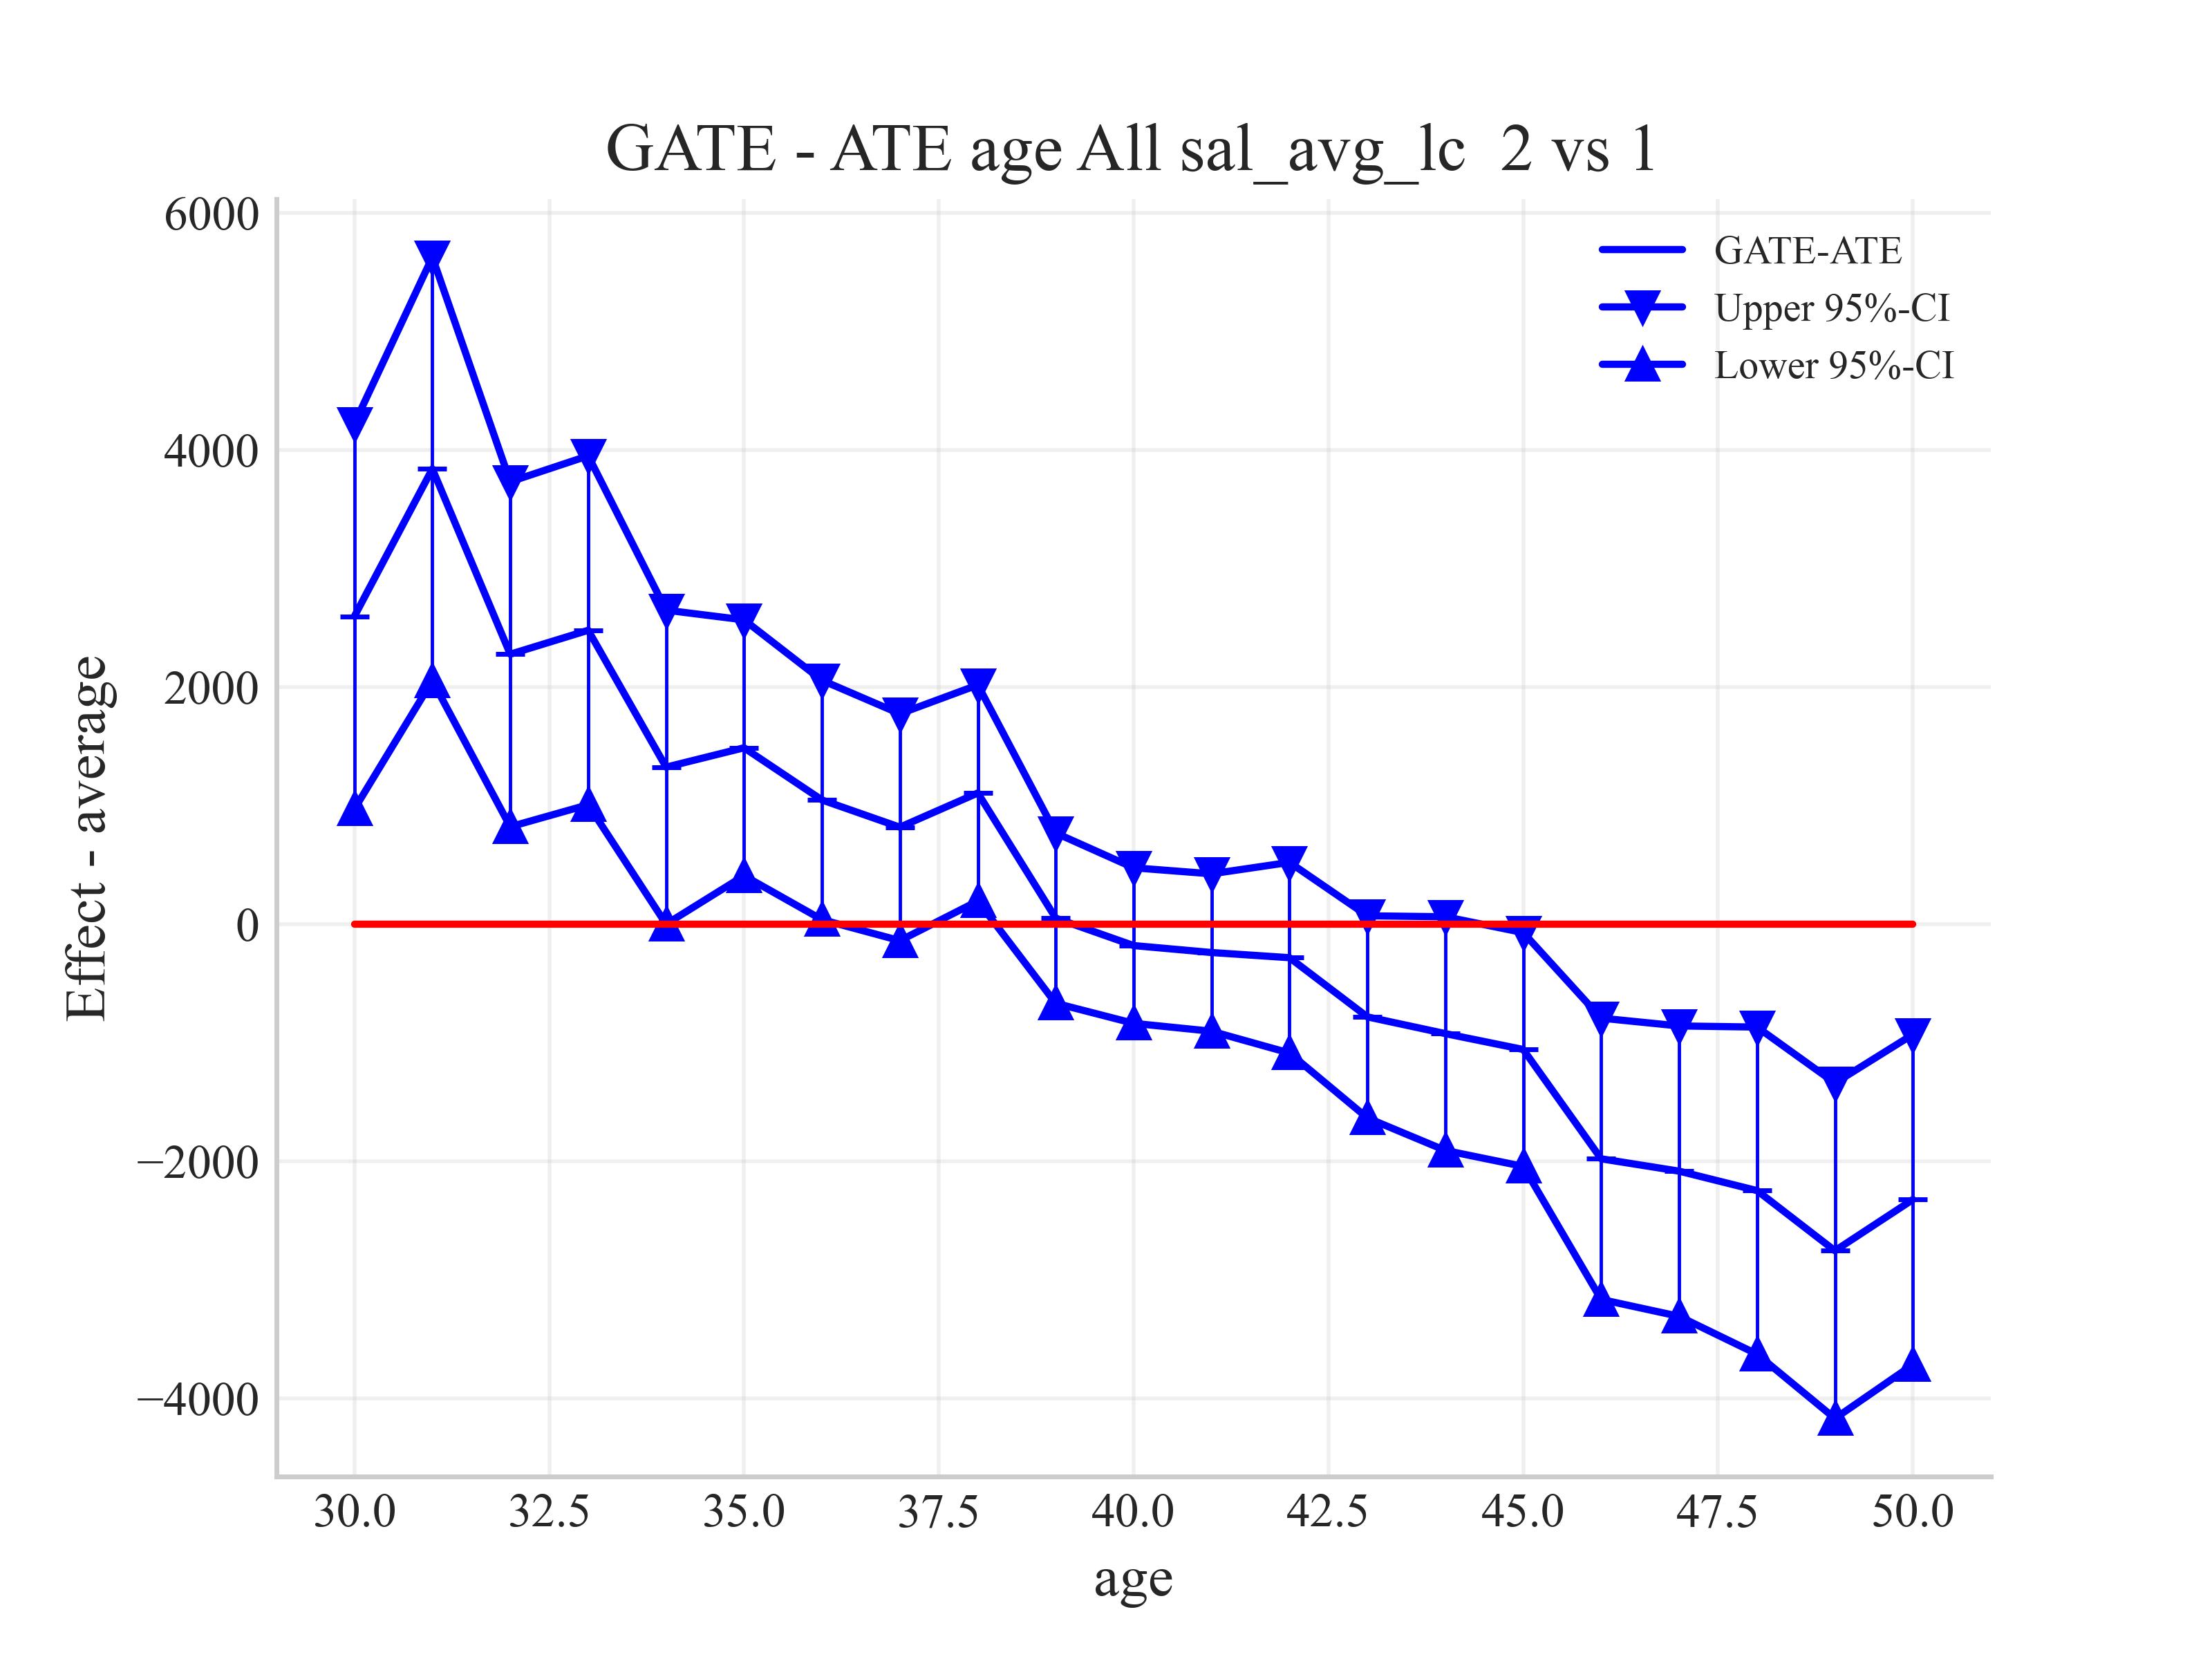 GATE - ATE age All sal_avg_lc  2 vs 1
GATE-ATE
Upper 95%-CI
Lower 95%-CI
Effect - average
6000
4000
2000
0
−2000
−4000
30.0 32.5 35.0 37.5 40.0 42.5 45.0 47.5 50.0
age